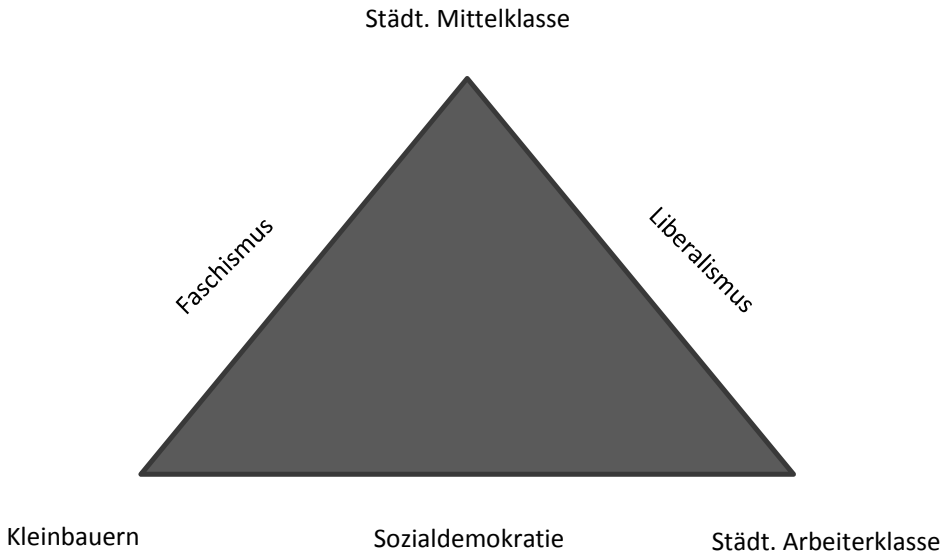 Städt. Mittelklasse
Faschismus
Liberalismus
Kleinbauern
Sozialdemokratie
Städt. Arbeiterklasse